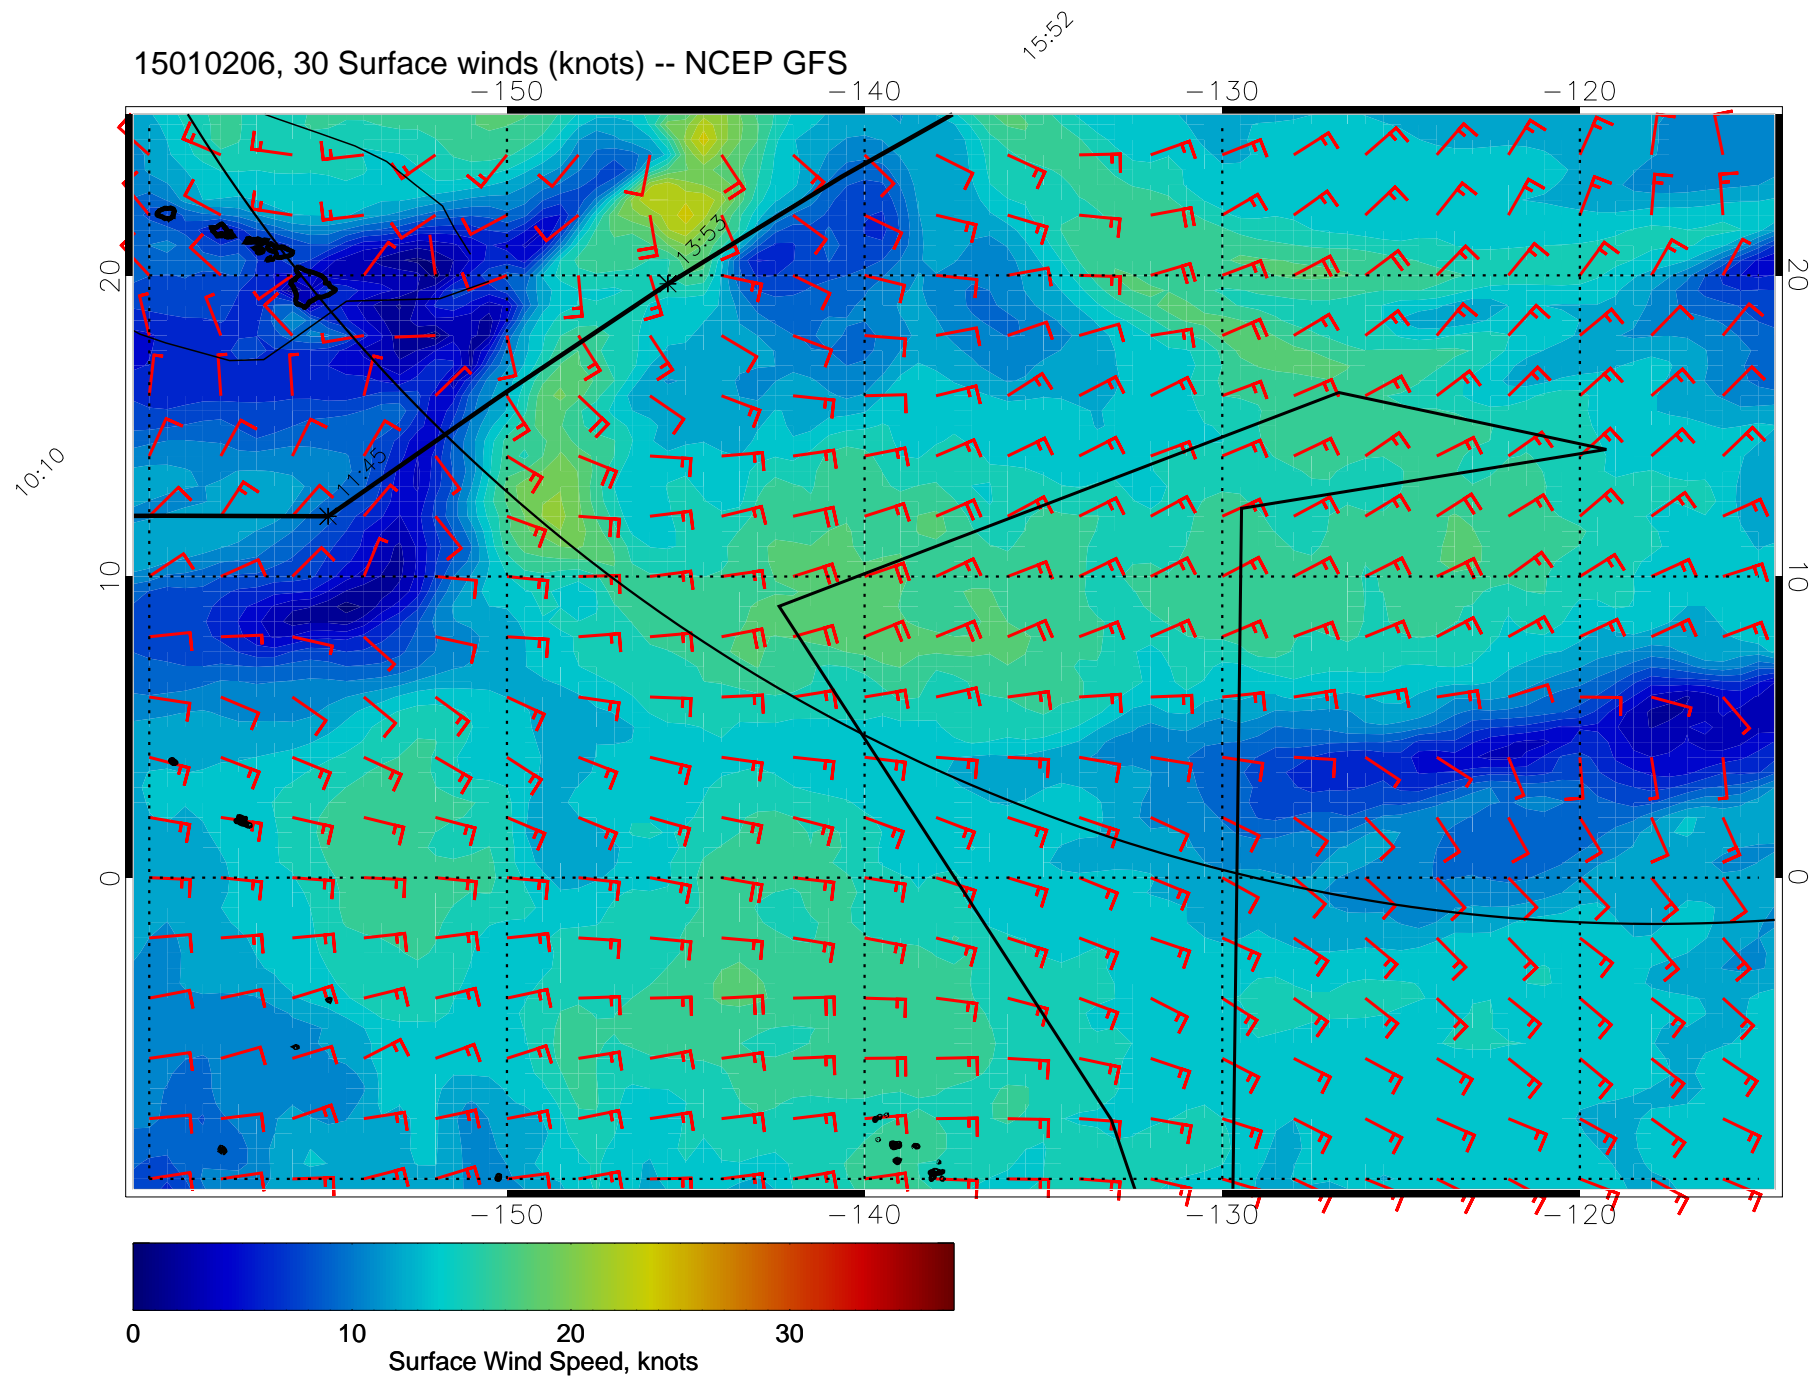 15:52
15010206, 30 Surface winds (knots) -- NCEP GFS
-150 -140 -130 -120
13:53
20 20
11:45
10:10
10 10
0 0
-150 -140 -130 -120
0 10 20 30
Surface Wind Speed, knots